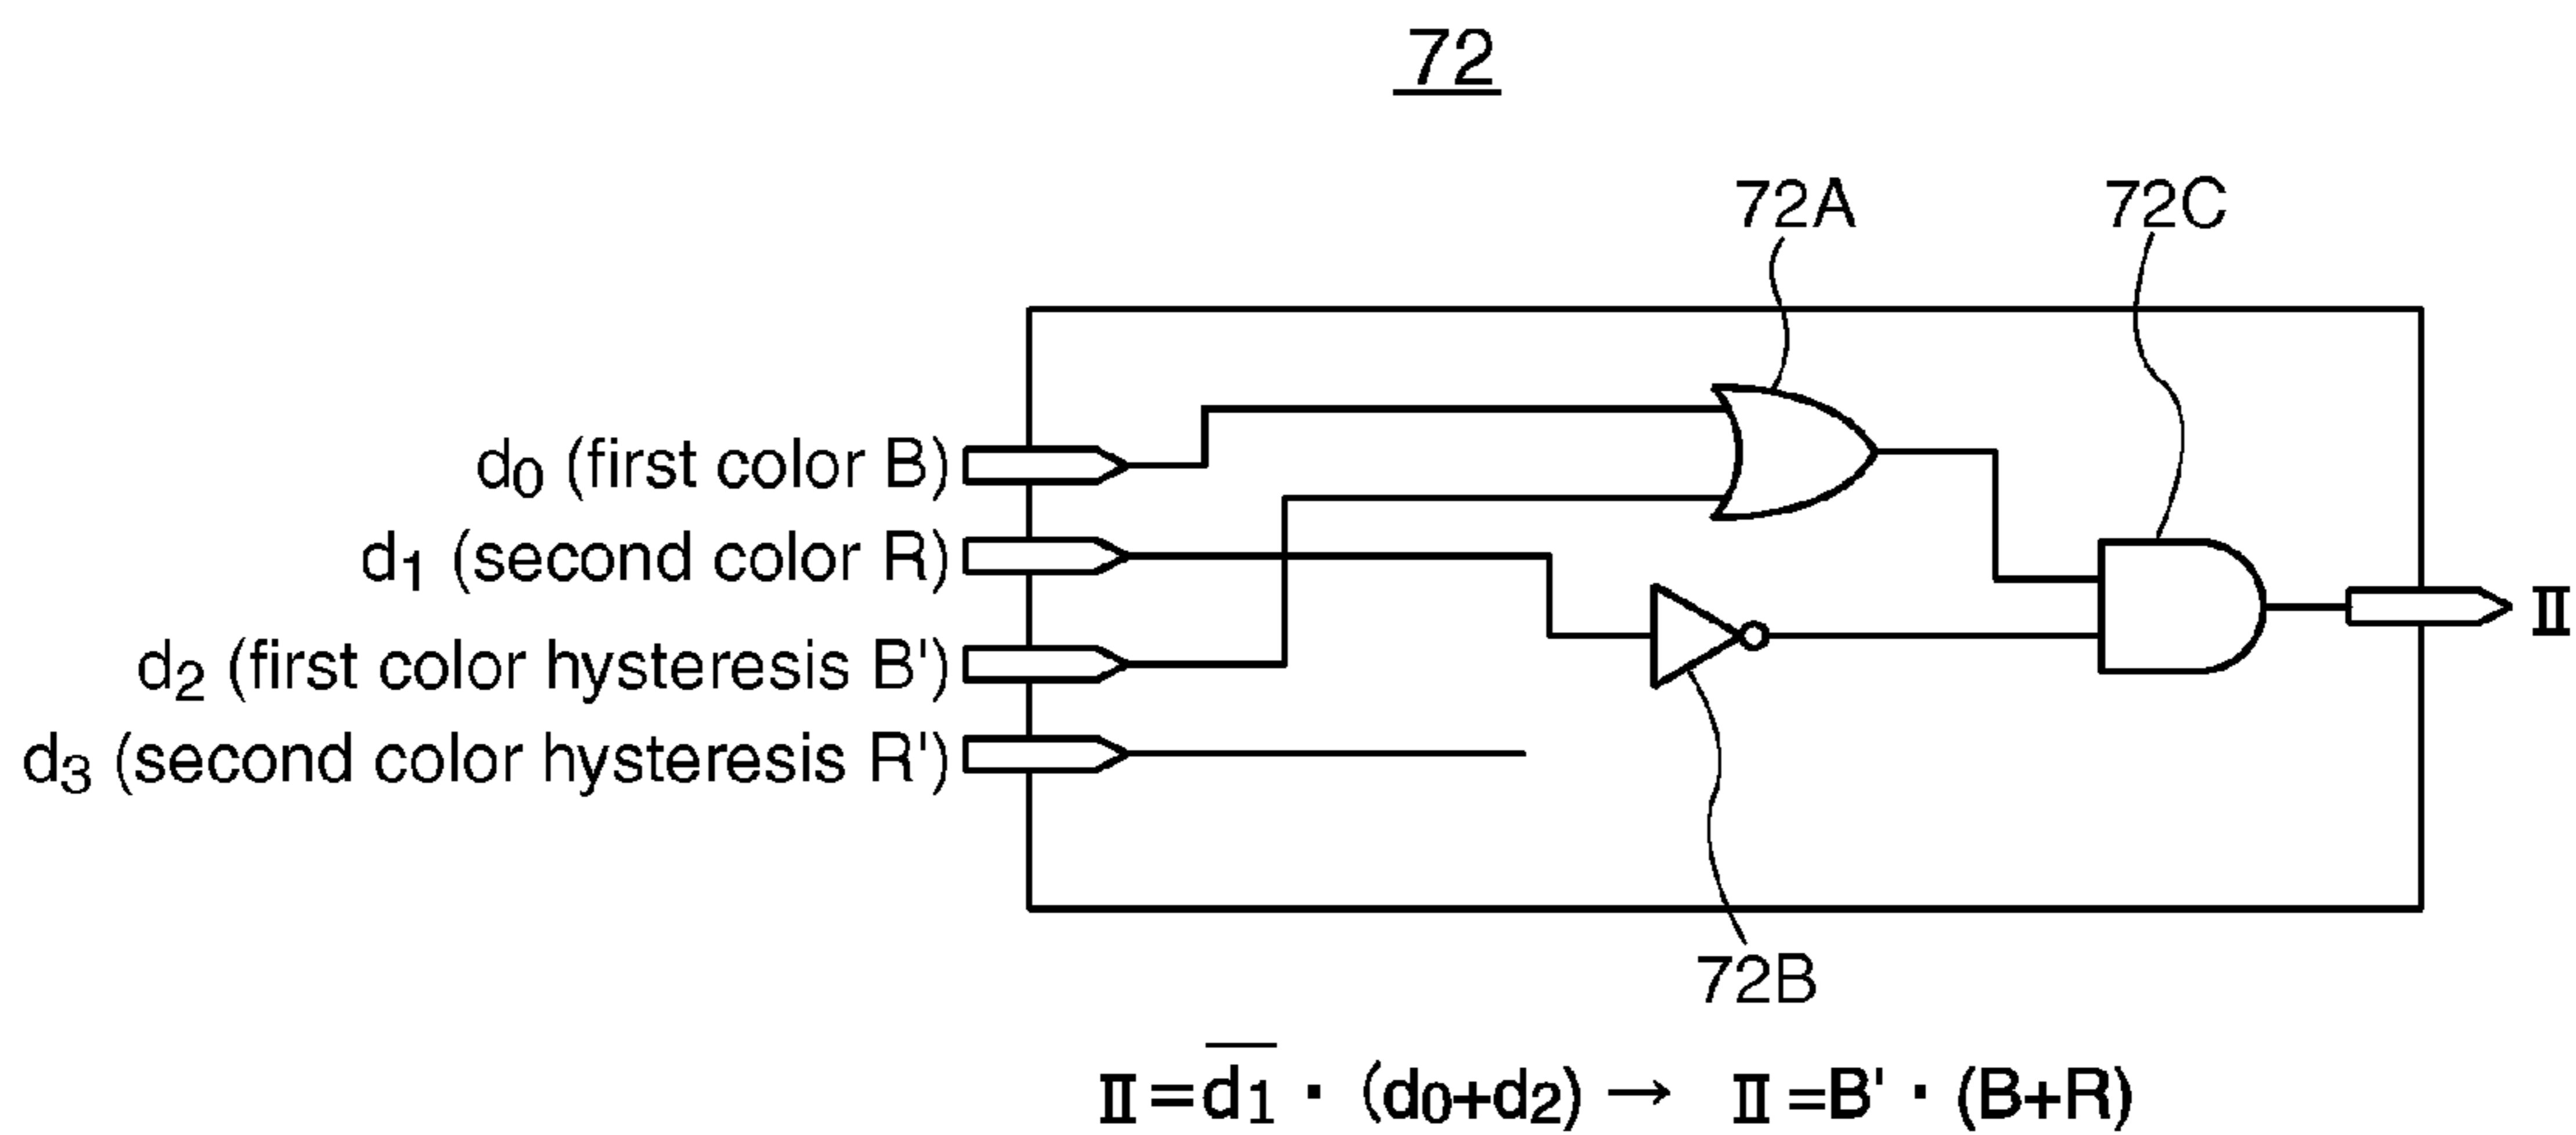 72
72A
72C
d₀ (first color B)
d₁ (second color R)
d₂ (first color hysteresis B')
d₃ (second color hysteresis R')
Ⅱ
72B
Ⅱ=d̅₁̅ · (d₀+d₂) → Ⅱ=B' · (B+R)